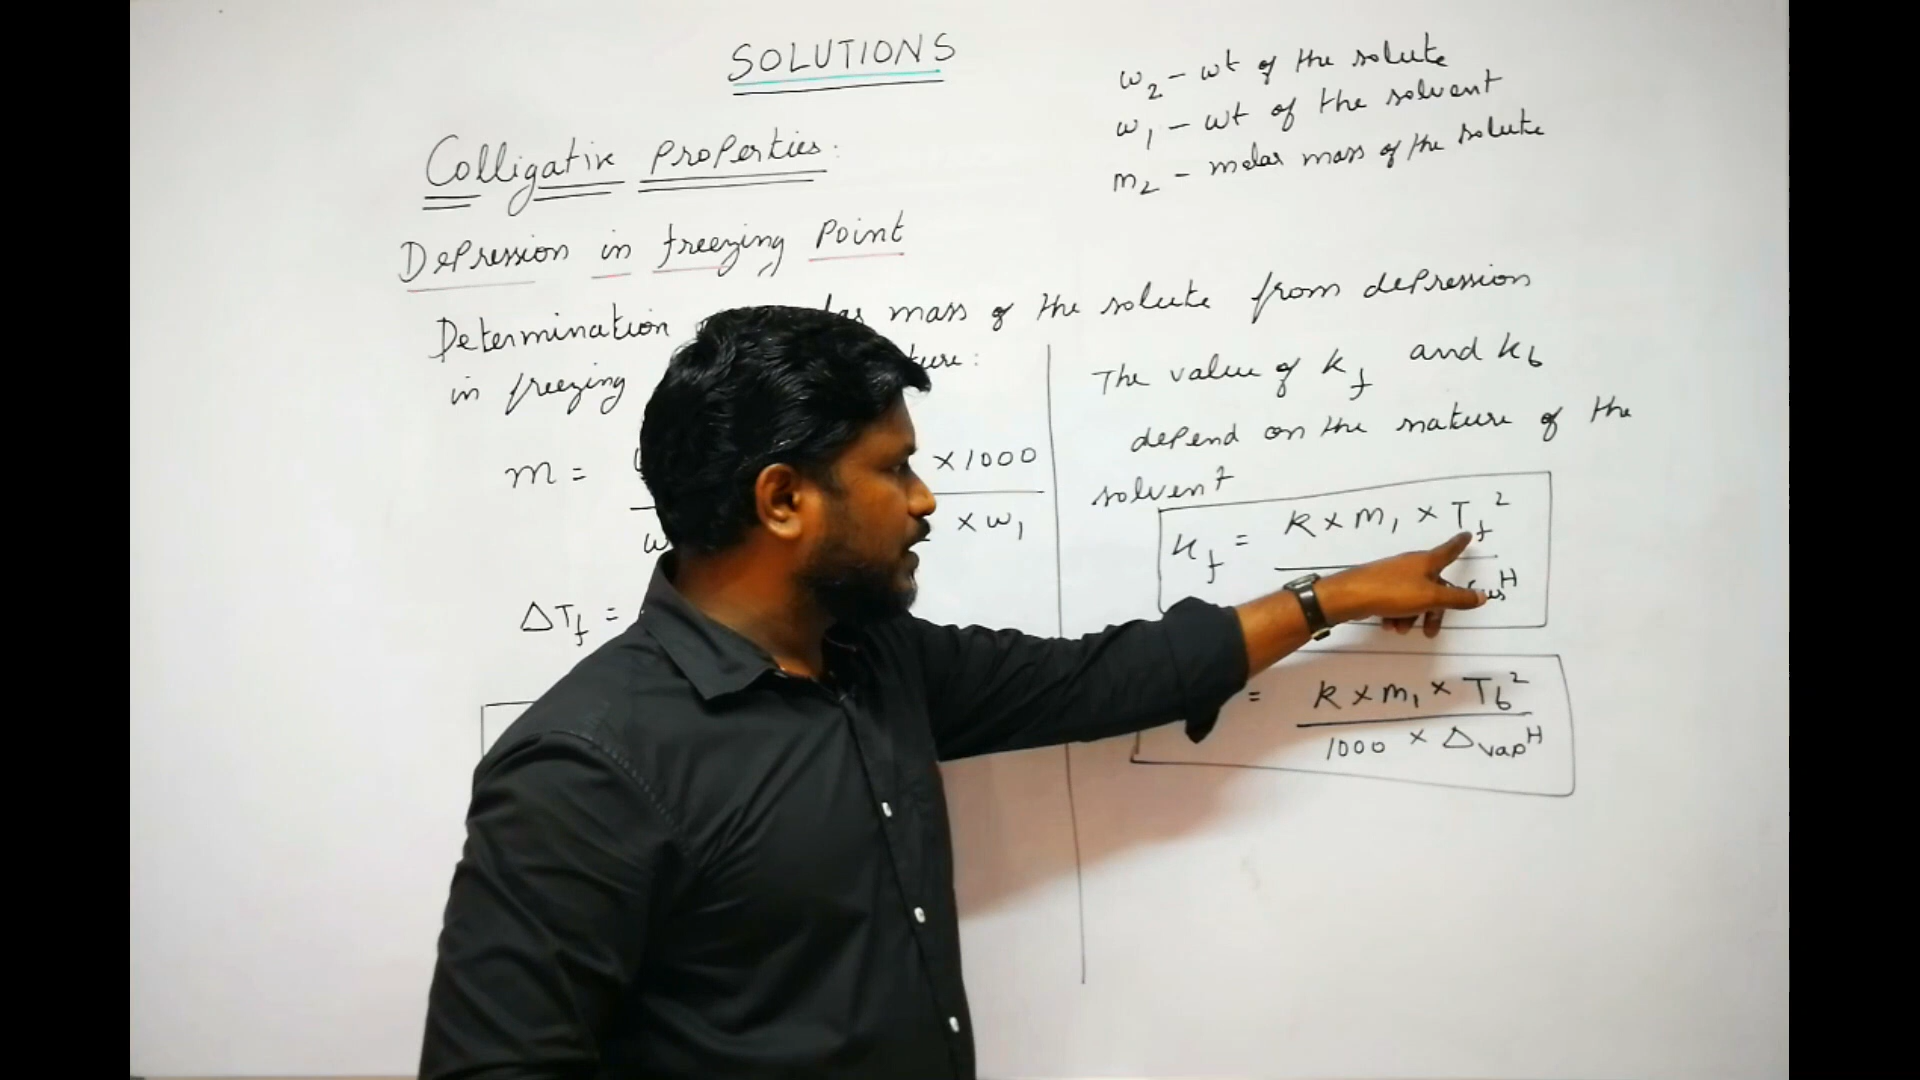 SOLUTIONS
w2 - wt of the solute
w1 - wt of the solvent
m2 - molar mass of the solute
Colligative Properties:
Depression in freezing Point
Determination mass of the solute from depression
in freezing
m = x 1000
x w1
ΔTf =
The value of Kf and Kb
depend on the nature of the
solvent
Kf = R x M1 x Tf²
fusH
= R x M1 x Tb²
1000 x ΔvapH